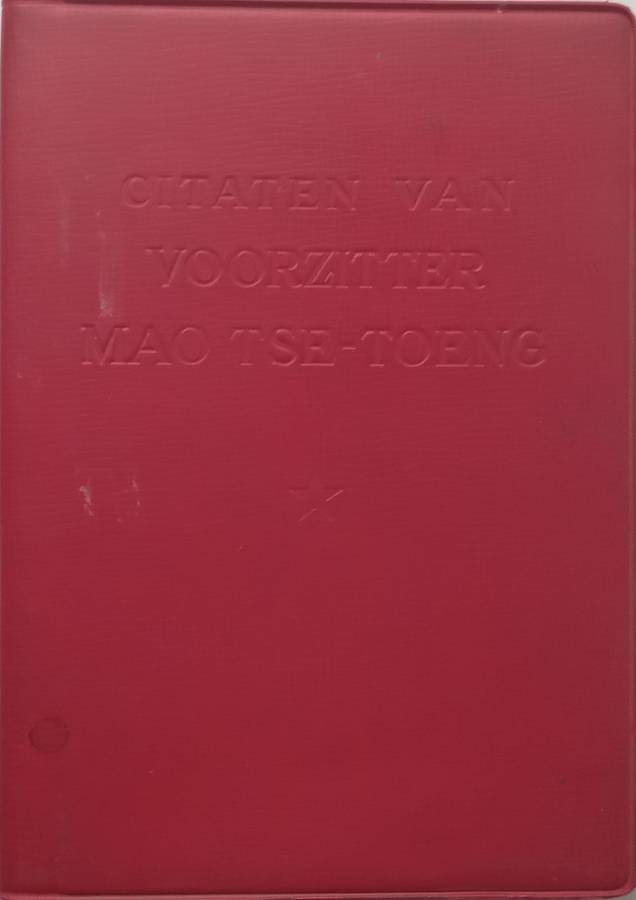 CITATEN VAN
VOORZITTER
MAO TSE-TOENG